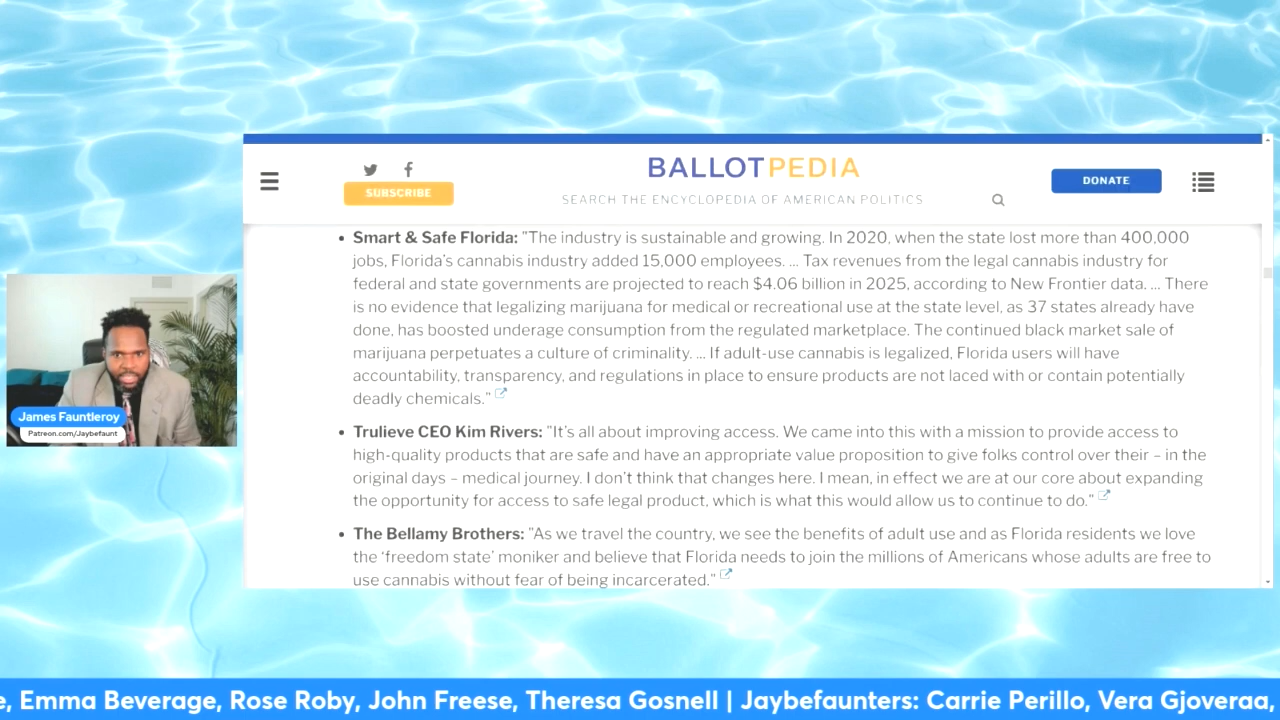 BALLOTPEDIA
SUBSCRIBE
DONATE
SEARCH THE ENCYCLOPEDIA OF AMERICAN POLITICS
• Smart & Safe Florida: "The industry is sustainable and growing. In 2020, when the state lost more than 400,000
jobs, Florida's cannabis industry added 15,000 employees. ... Tax revenues from the legal cannabis industry for
federal and state governments are projected to reach $4.06 billion in 2025, according to New Frontier data. ... There
is no evidence that legalizing marijuana for medical or recreational use at the state level, as 37 states already have
done, has boosted underage consumption from the regulated marketplace. The continued black market sale of
marijuana perpetuates a culture of criminality. ... If adult-use cannabis is legalized, Florida users will have
accountability, transparency, and regulations in place to ensure products are not laced with or contain potentially
deadly chemicals."
• Trulieve CEO Kim Rivers: "It's all about improving access. We came into this with a mission to provide access to
high-quality products that are safe and have an appropriate value proposition to give folks control over their – in the
original days – medical journey. I don't think that changes here. I mean, in effect we are at our core about expanding
the opportunity for access to safe legal product, which is what this would allow us to continue to do."
• The Bellamy Brothers: "As we travel the country, we see the benefits of adult use and as Florida residents we love
the 'freedom state' moniker and believe that Florida needs to join the millions of Americans whose adults are free to
use cannabis without fear of being incarcerated."
James Fauntleroy
Patreon.com/Jaybefaunt
e, Emma Beverage, Rose Roby, John Freese, Theresa Gosnell | Jaybefaunters: Carrie Perillo, Vera Gjoveraa,